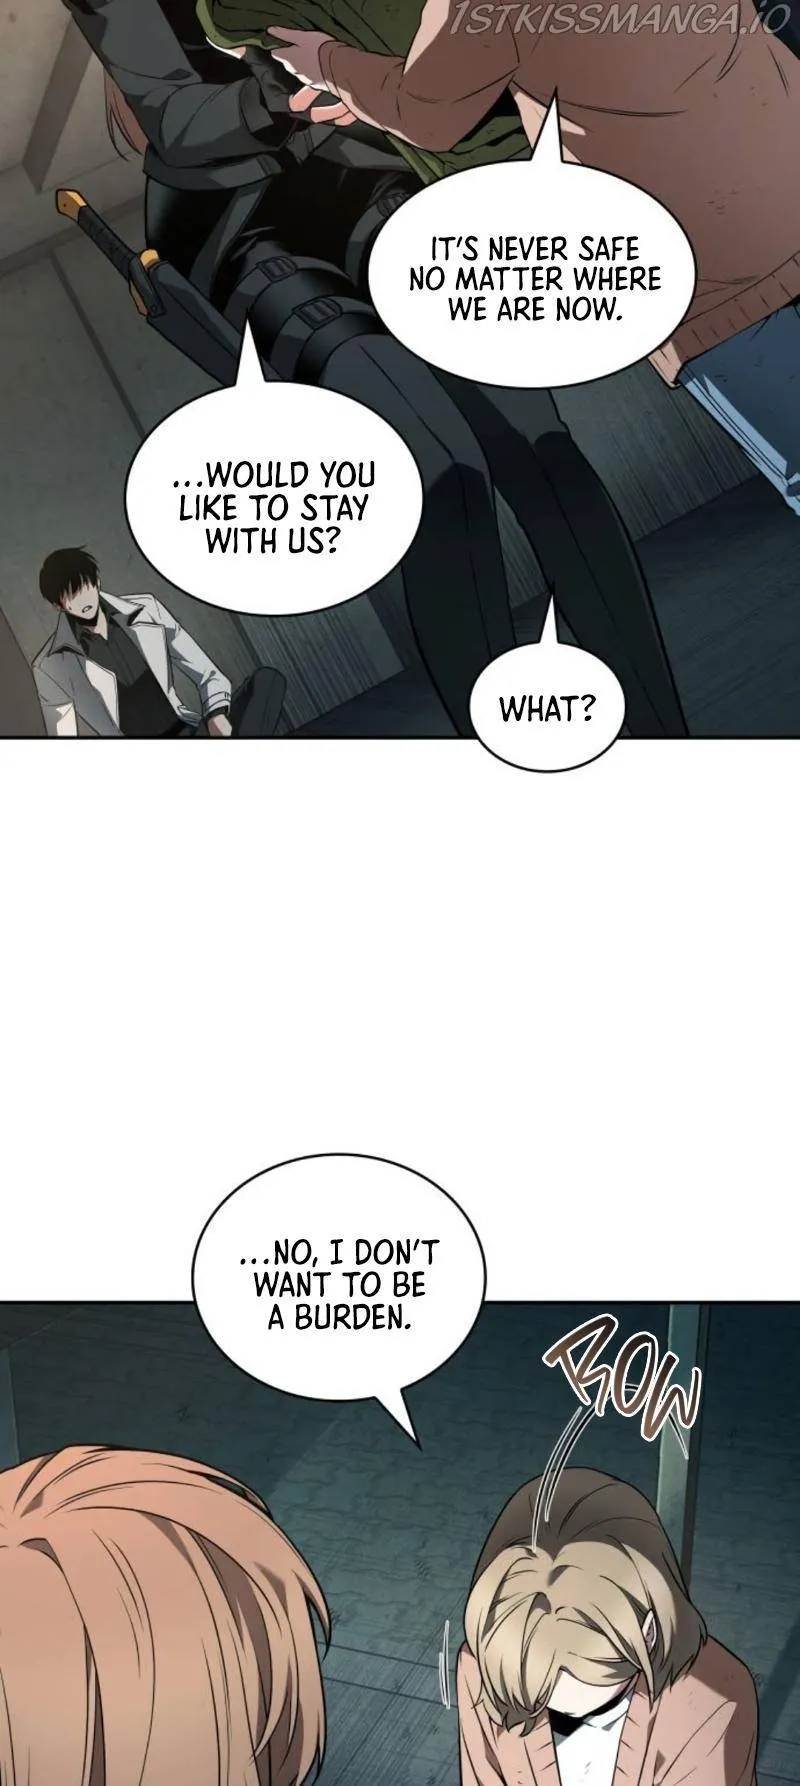 1STKISSMANGA.IO
IT'S NEVER SAFE
NO MATTER WHERE
WE ARE NOW.
...WOULD YOU
LIKE TO STAY
WITH US?
WHAT?
...NO, I DON'T
WANT TO BE
A BURDEN.
BOW